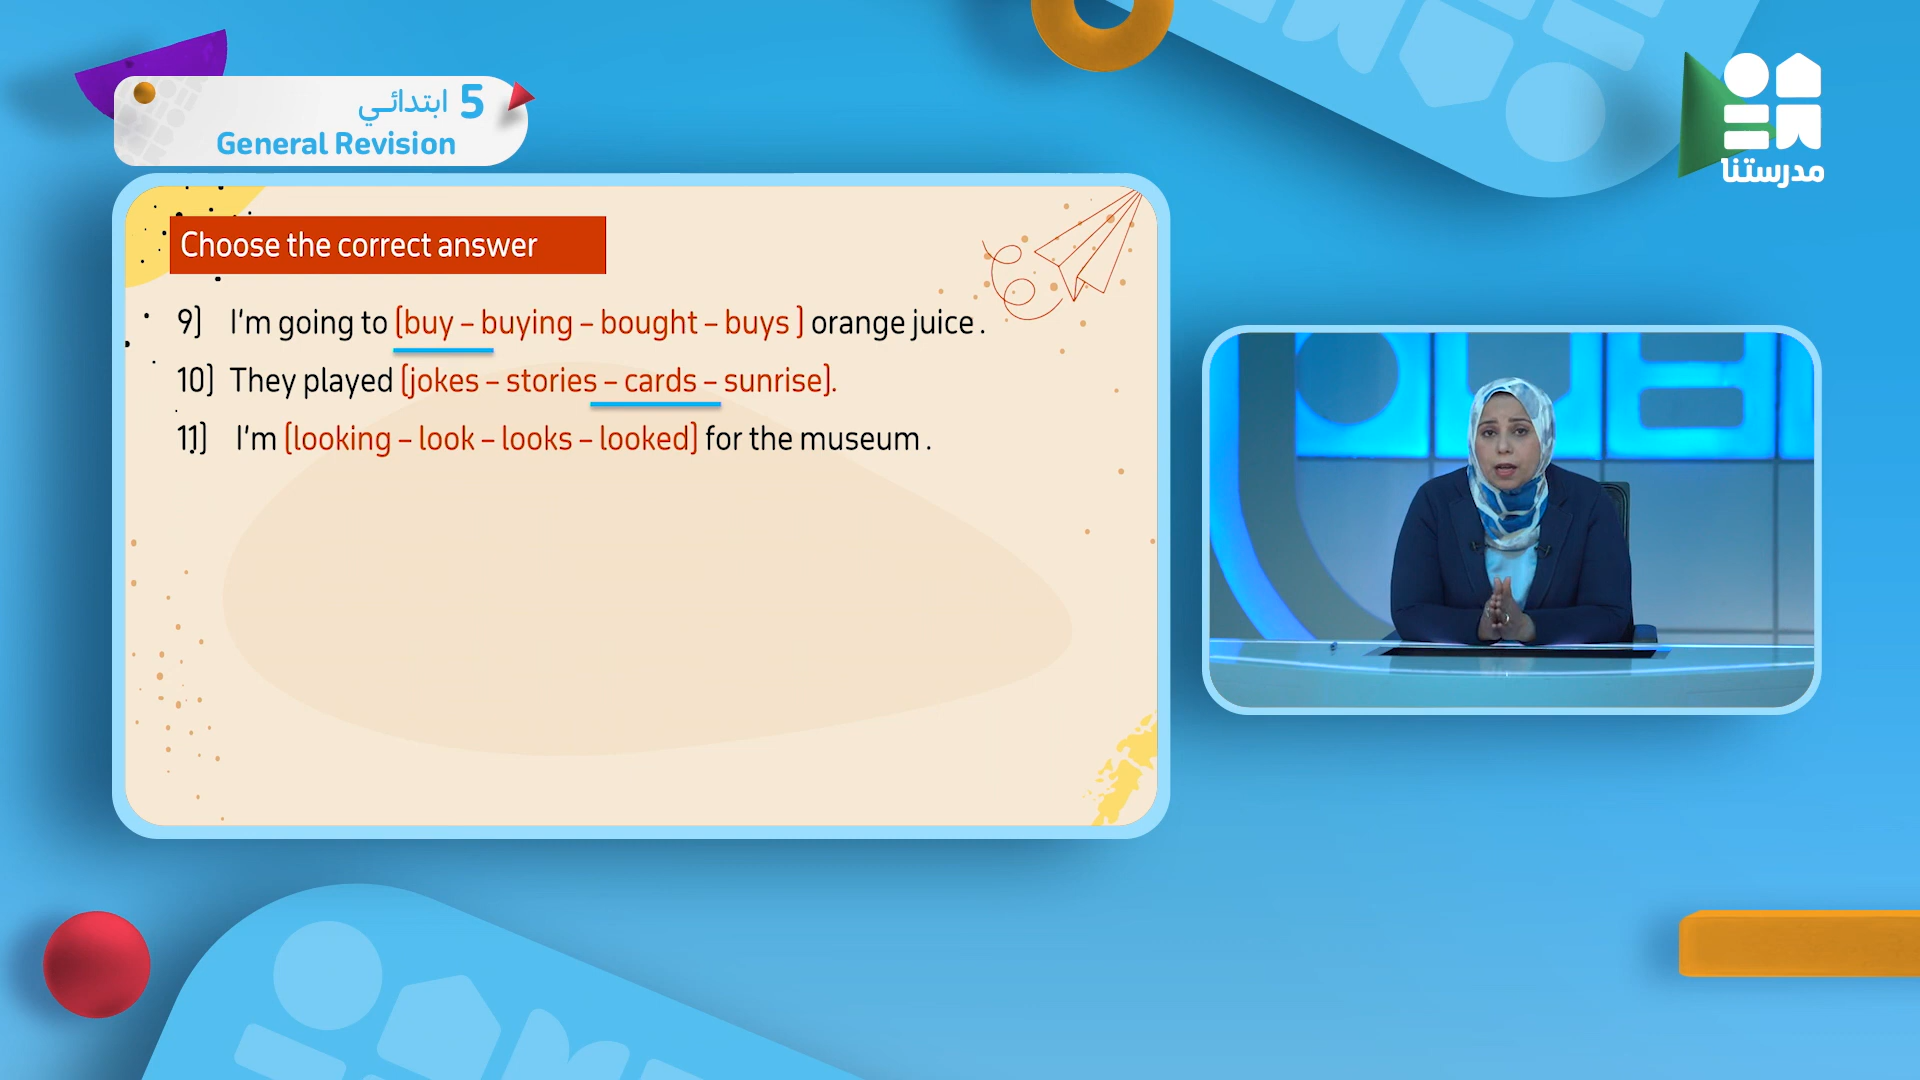 5 ابتدائي
General Revision
مدرستنا
Choose the correct answer
9) I'm going to (buy – buying – bought – buys ) orange juice .
10) They played (jokes – stories – cards – sunrise).
11) I'm (looking – look – looks – looked) for the museum .